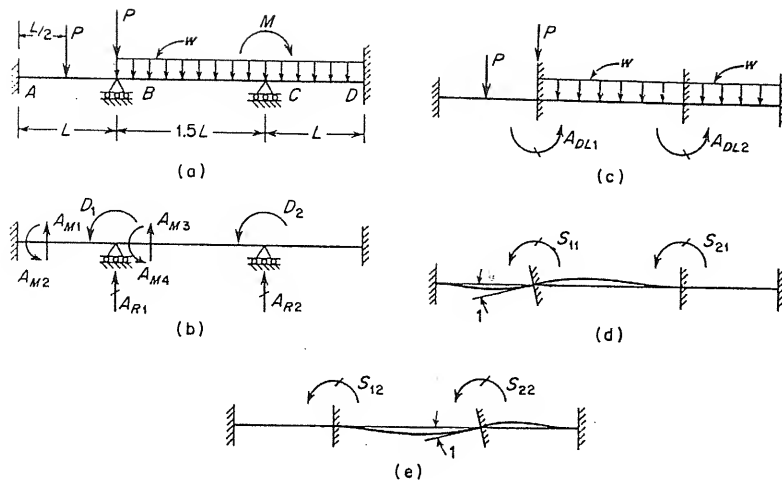 L/2 P P w M
A B C D
L 1.5L L
(a)
P P w w
A_DL1 A_DL2
(c)
A_M1 D_1 A_M3 D_2
A_M2 A_M4
A_R1 A_R2
(b)
S_11 S_21
1
(d)
S_12 S_22
1
(e)